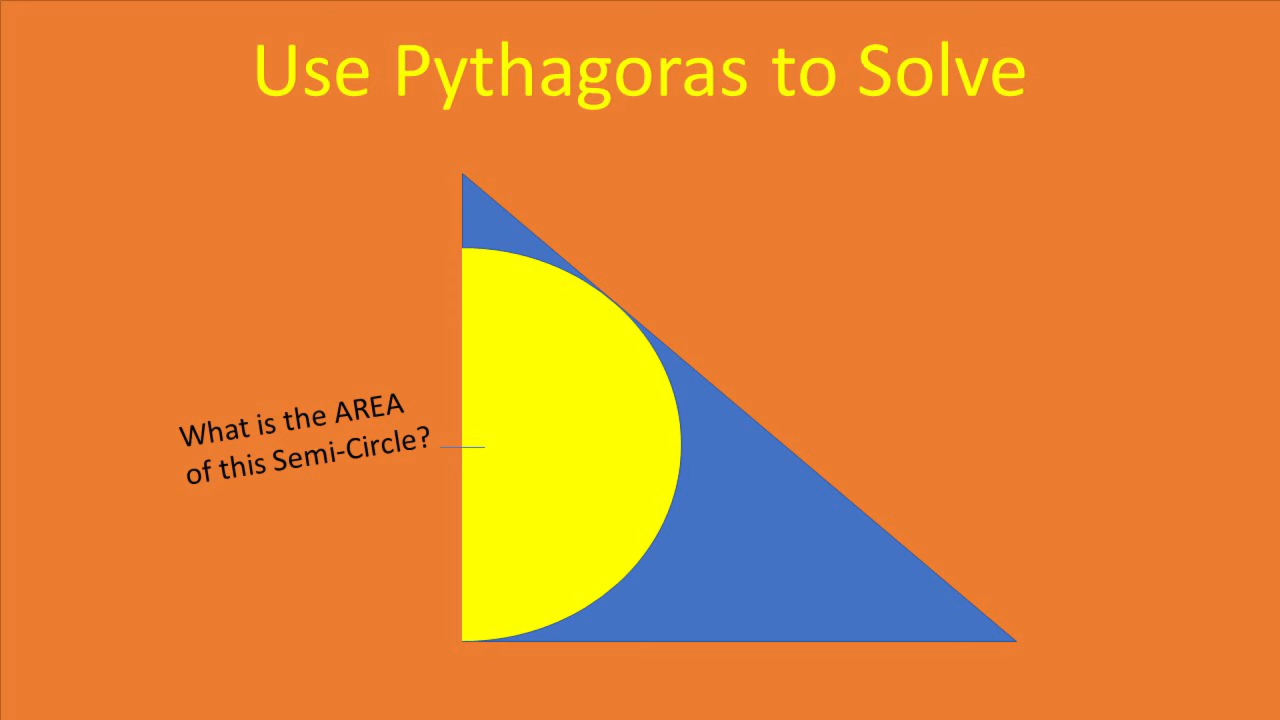 Use Pythagoras to Solve
What is the AREA
of this Semi-Circle?